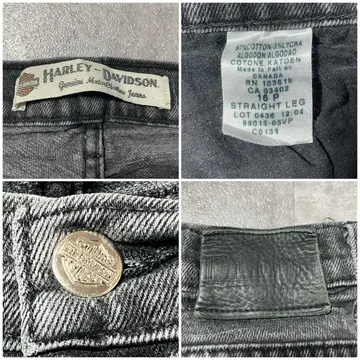 HARLEY-DAVIDSON
Genuine MotorClothes Jeans
97%COTTON 3%LYCRA
ALGODON ALGODAO
COTONE KATOEN
Made in Fait au
CANADA
RN 103819
CA 03402
16 P
STRAIGHT LEG
LOT 0436 12/04
99015-05VP
C0134